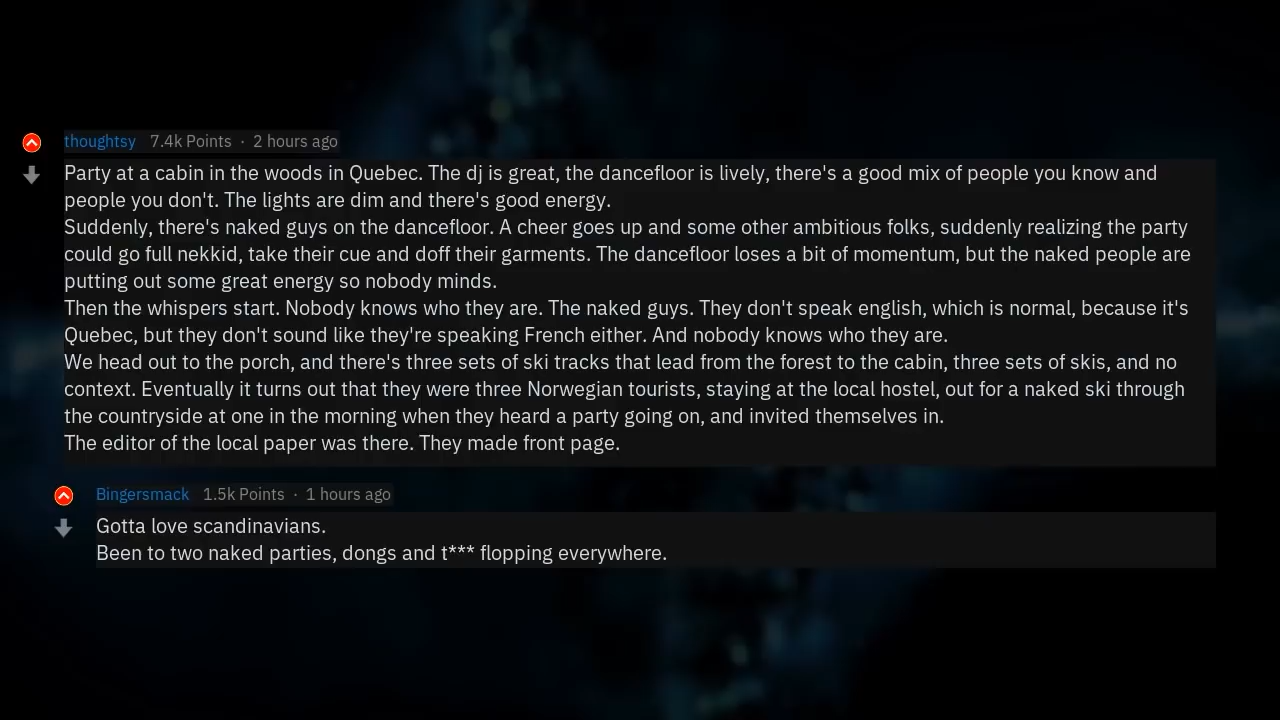 thoughtsy 7.4k Points · 2 hours ago
Party at a cabin in the woods in Quebec. The dj is great, the dancefloor is lively, there's a good mix of people you know and
people you don't. The lights are dim and there's good energy.
Suddenly, there's naked guys on the dancefloor. A cheer goes up and some other ambitious folks, suddenly realizing the party
could go full nekkid, take their cue and doff their garments. The dancefloor loses a bit of momentum, but the naked people are
putting out some great energy so nobody minds.
Then the whispers start. Nobody knows who they are. The naked guys. They don't speak english, which is normal, because it's
Quebec, but they don't sound like they're speaking French either. And nobody knows who they are.
We head out to the porch, and there's three sets of ski tracks that lead from the forest to the cabin, three sets of skis, and no
context. Eventually it turns out that they were three Norwegian tourists, staying at the local hostel, out for a naked ski through
the countryside at one in the morning when they heard a party going on, and invited themselves in.
The editor of the local paper was there. They made front page.
Bingersmack 1.5k Points · 1 hours ago
Gotta love scandinavians.
Been to two naked parties, dongs and t*** flopping everywhere.